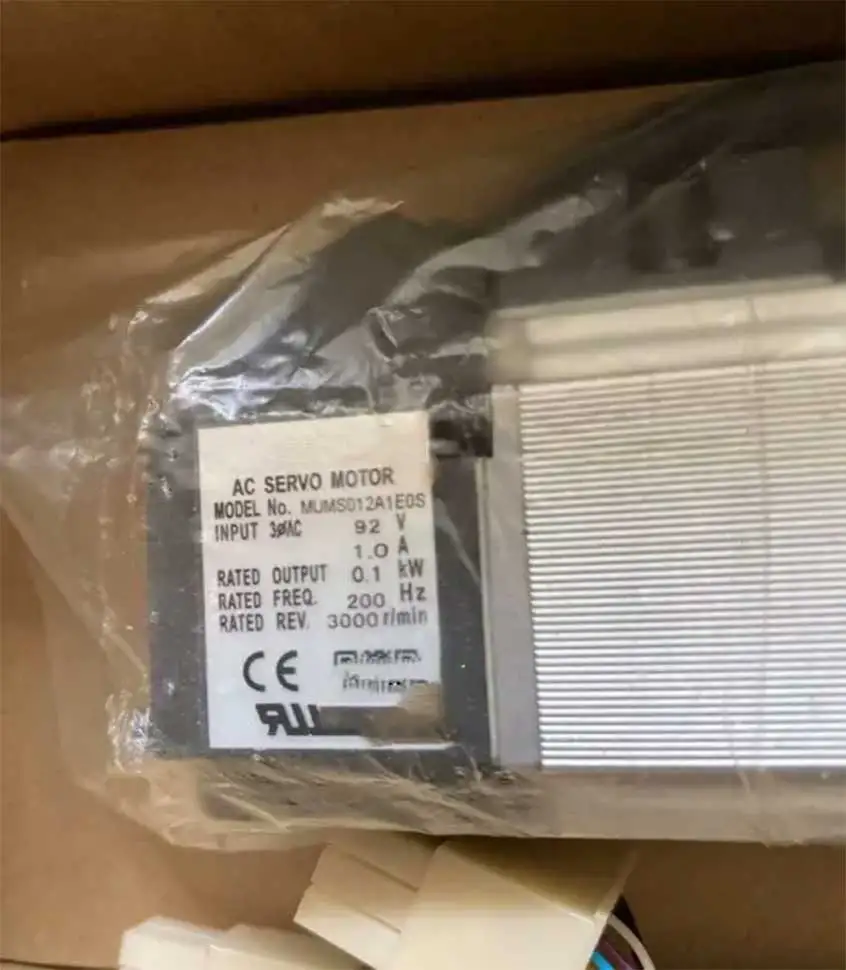 AC SERVO MOTOR
MODEL No. MUMS012A1E0S
INPUT 3øAC 92 V
1.0 A
RATED OUTPUT 0.1 kW
RATED FREQ. 200 Hz
RATED REV. 3000 r/min
CE